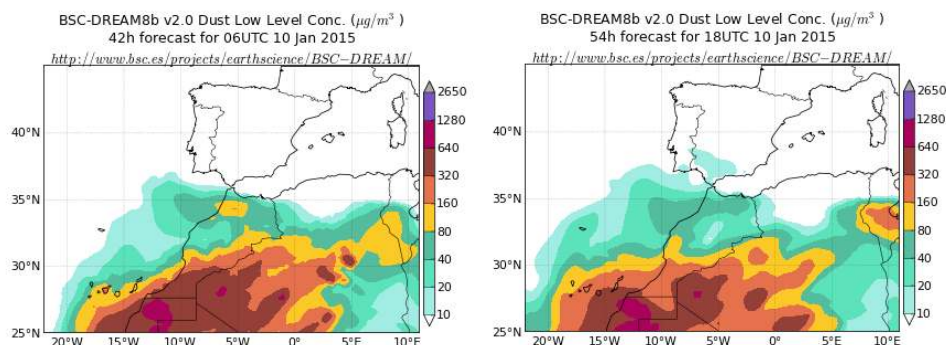 BSC-DREAM8b v2.0 Dust Low Level Conc. (μg/m³ )
42h forecast for 06UTC 10 Jan 2015
http://www.bsc.es/projects/earthscience/BSC−DREAM/
40°N
35°N
30°N
25°N
20°W 15°W 10°W 5°W 0°E 5°E 10°E
2650
1280
640
320
160
80
40
20
10
BSC-DREAM8b v2.0 Dust Low Level Conc. (μg/m³ )
54h forecast for 18UTC 10 Jan 2015
http://www.bsc.es/projects/earthscience/BSC−DREAM/
40°N
35°N
30°N
25°N
20°W 15°W 10°W 5°W 0°E 5°E 10°E
2650
1280
640
320
160
80
40
20
10